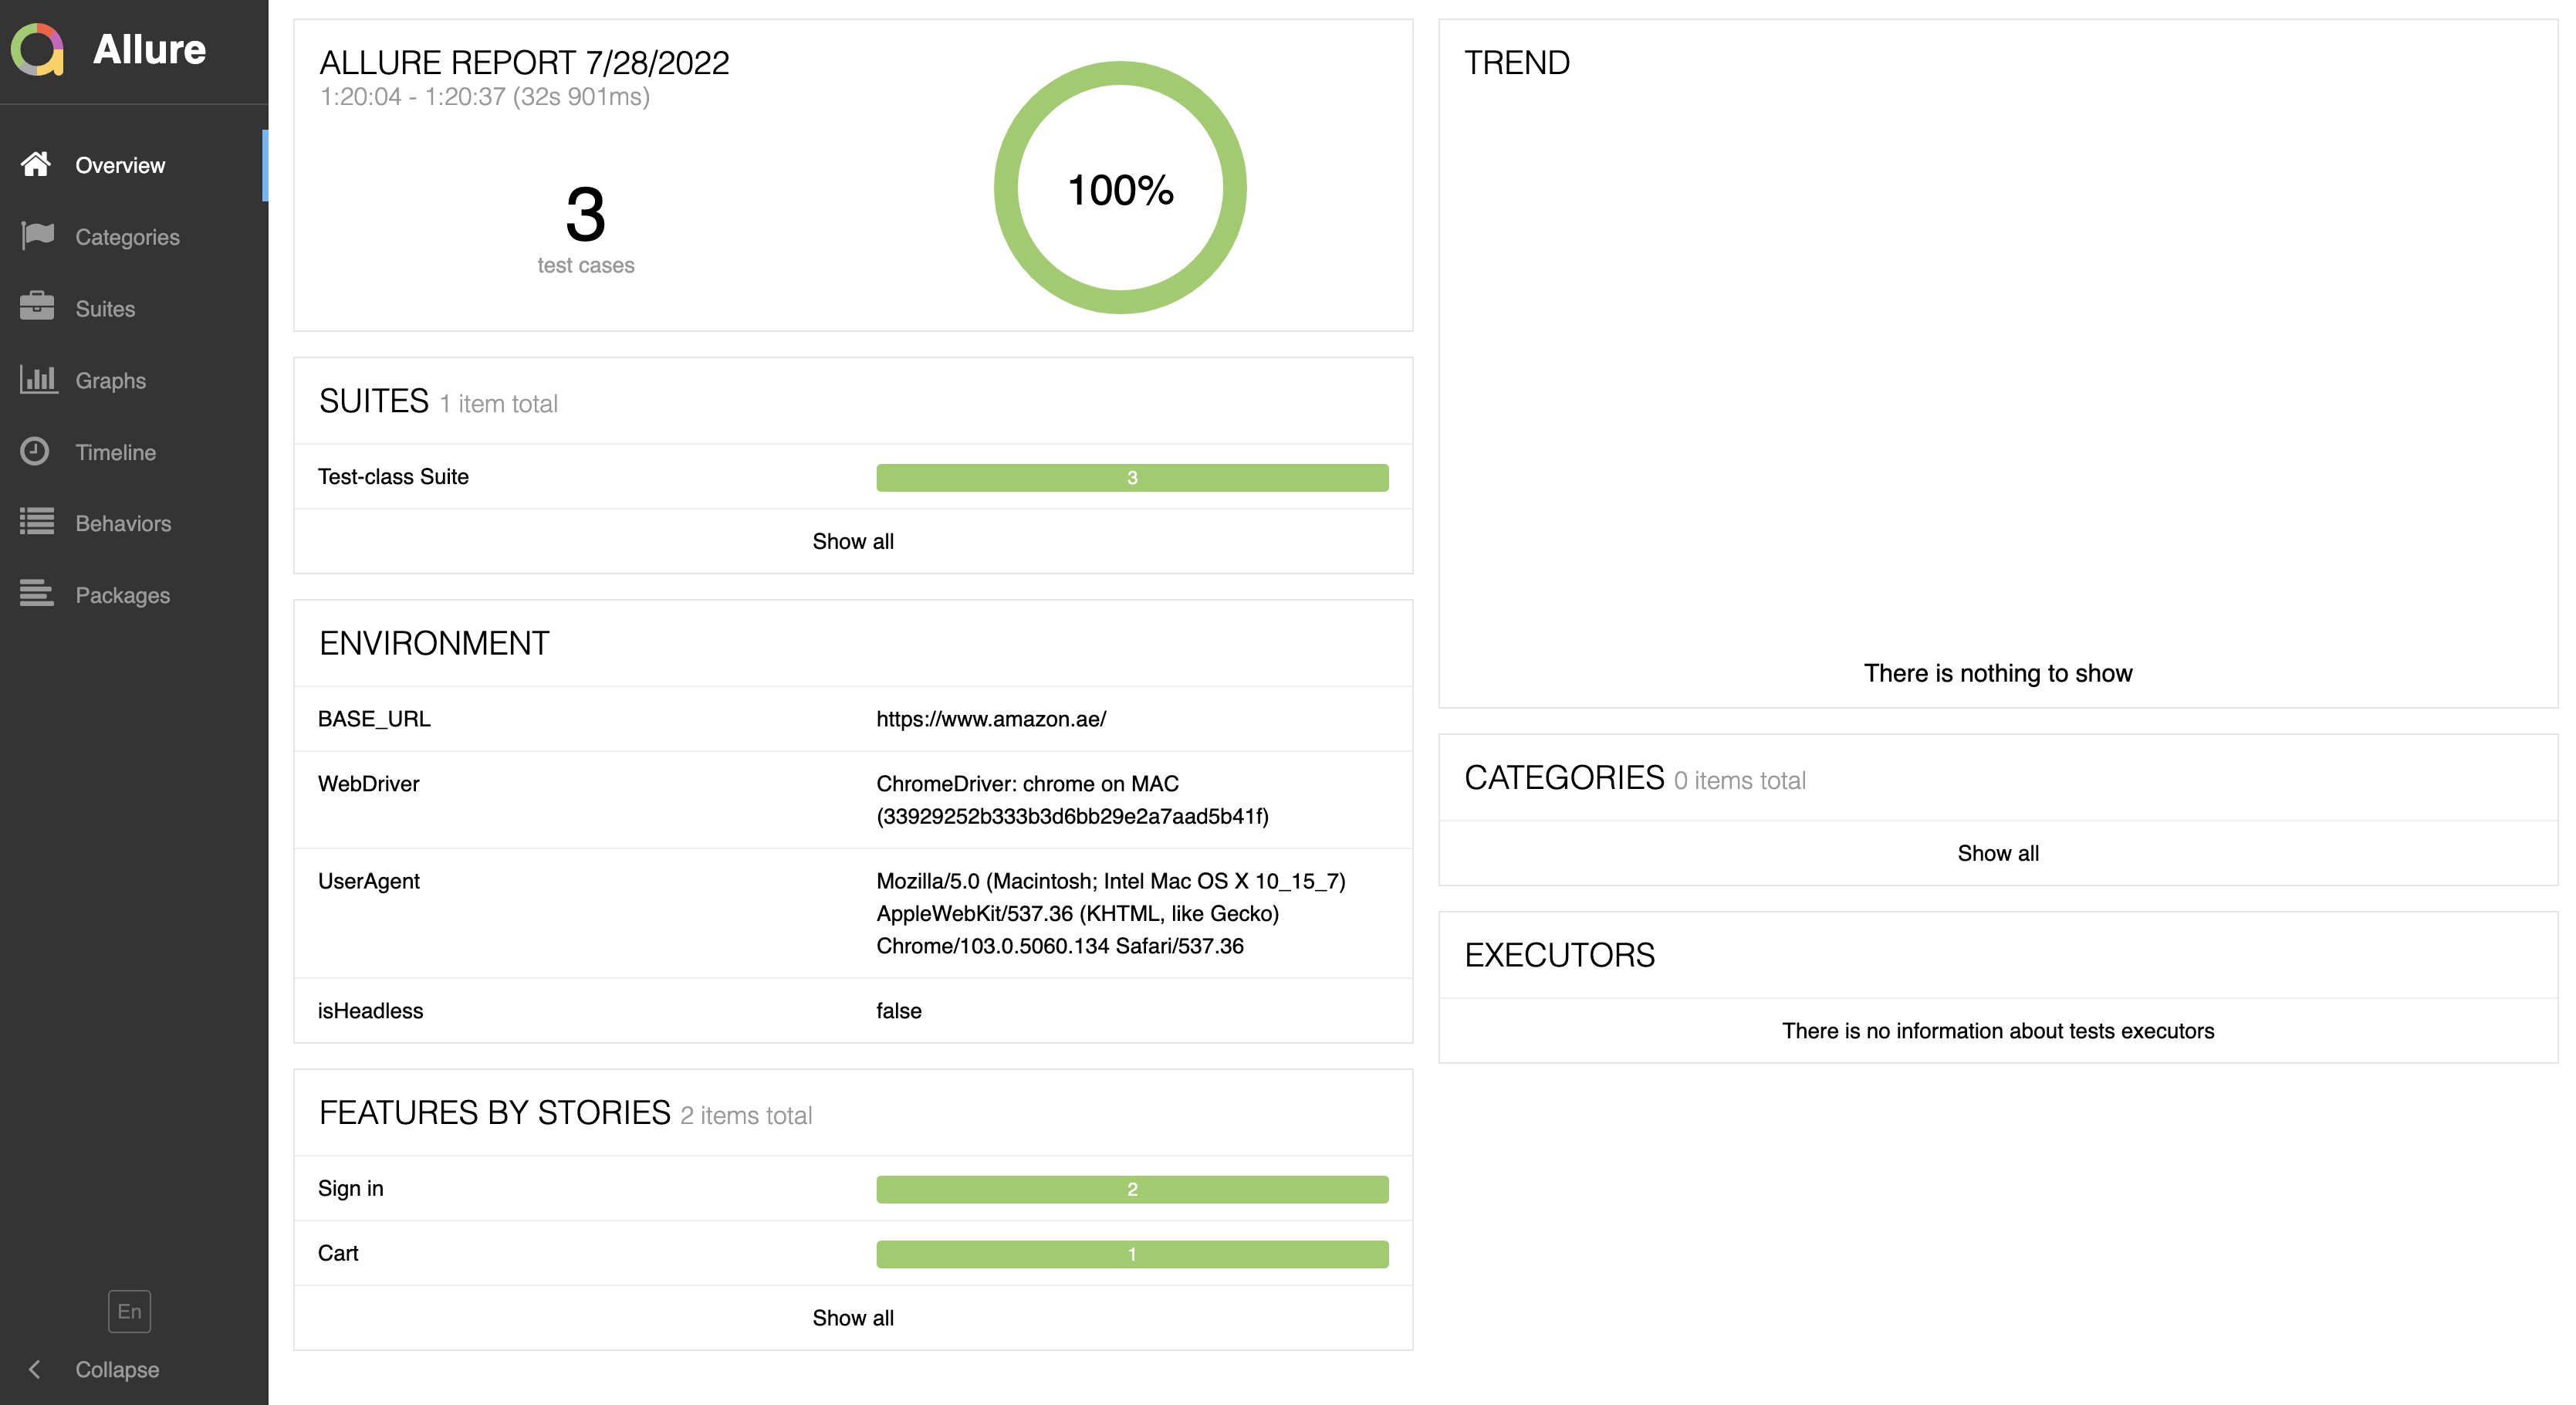 Allure
Overview
Categories
Suites
Graphs
Timeline
Behaviors
Packages
En
Collapse
ALLURE REPORT 7/28/2022
1:20:04 - 1:20:37 (32s 901ms)
3
test cases
100%
SUITES 1 item total
Test-class Suite 3
Show all
ENVIRONMENT
BASE_URL https://www.amazon.ae/
WebDriver ChromeDriver: chrome on MAC
(33929252b333b3d6bb29e2a7aad5b41f)
UserAgent Mozilla/5.0 (Macintosh; Intel Mac OS X 10_15_7)
AppleWebKit/537.36 (KHTML, like Gecko)
Chrome/103.0.5060.134 Safari/537.36
isHeadless false
FEATURES BY STORIES 2 items total
Sign in 2
Cart 1
Show all
TREND
There is nothing to show
CATEGORIES 0 items total
Show all
EXECUTORS
There is no information about tests executors